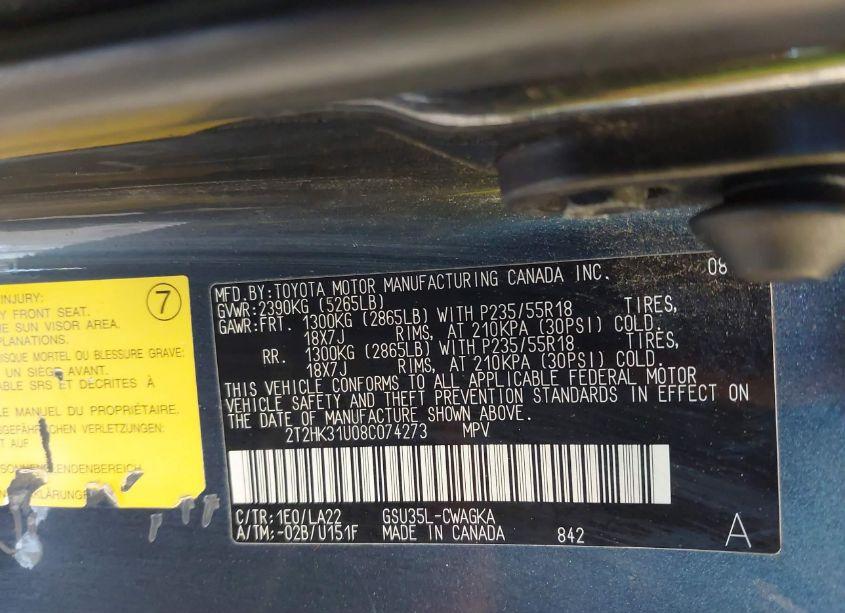 INJURY:
FRONT SEAT.
SUN VISOR AREA.
7
MORTEL OU BLESSURE GRAVE:
UN SIÈGE AVANT.
SRS ET DÉCRITES À
LE MANUEL DU PROPRIÉTAIRE.
VERLETZUNGEN:
AUF
MFD.BY:TOYOTA MOTOR MANUFACTURING CANADA INC. 08
GVWR:2390KG (5265LB)
GAWR:FRT. 1300KG (2865LB) WITH P235/55R18 TIRES,
18X7J RIMS, AT 210KPA (30PSI) COLD.
RR. 1300KG (2865LB) WITH P235/55R18 TIRES,
18X7J RIMS, AT 210KPA (30PSI) COLD.
THIS VEHICLE CONFORMS TO ALL APPLICABLE FEDERAL MOTOR
VEHICLE SAFETY AND THEFT PREVENTION STANDARDS IN EFFECT ON
THE DATE OF MANUFACTURE SHOWN ABOVE.
2T2HK31U08C074273 MPV
C/TR:1E0/LA22 GSU35L-CWAGKA
A/TM:-02B/U151F MADE IN CANADA 842 A